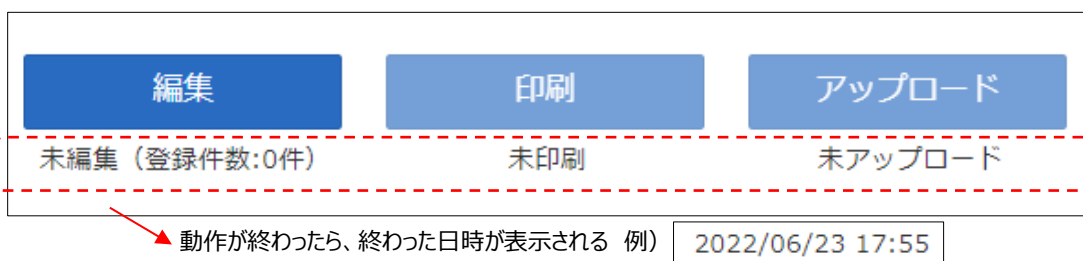 編集 印刷 アップロード
未編集（登録件数:0件） 未印刷 未アップロード
動作が終わったら、終わった日時が表示される 例） 2022/06/23 17:55